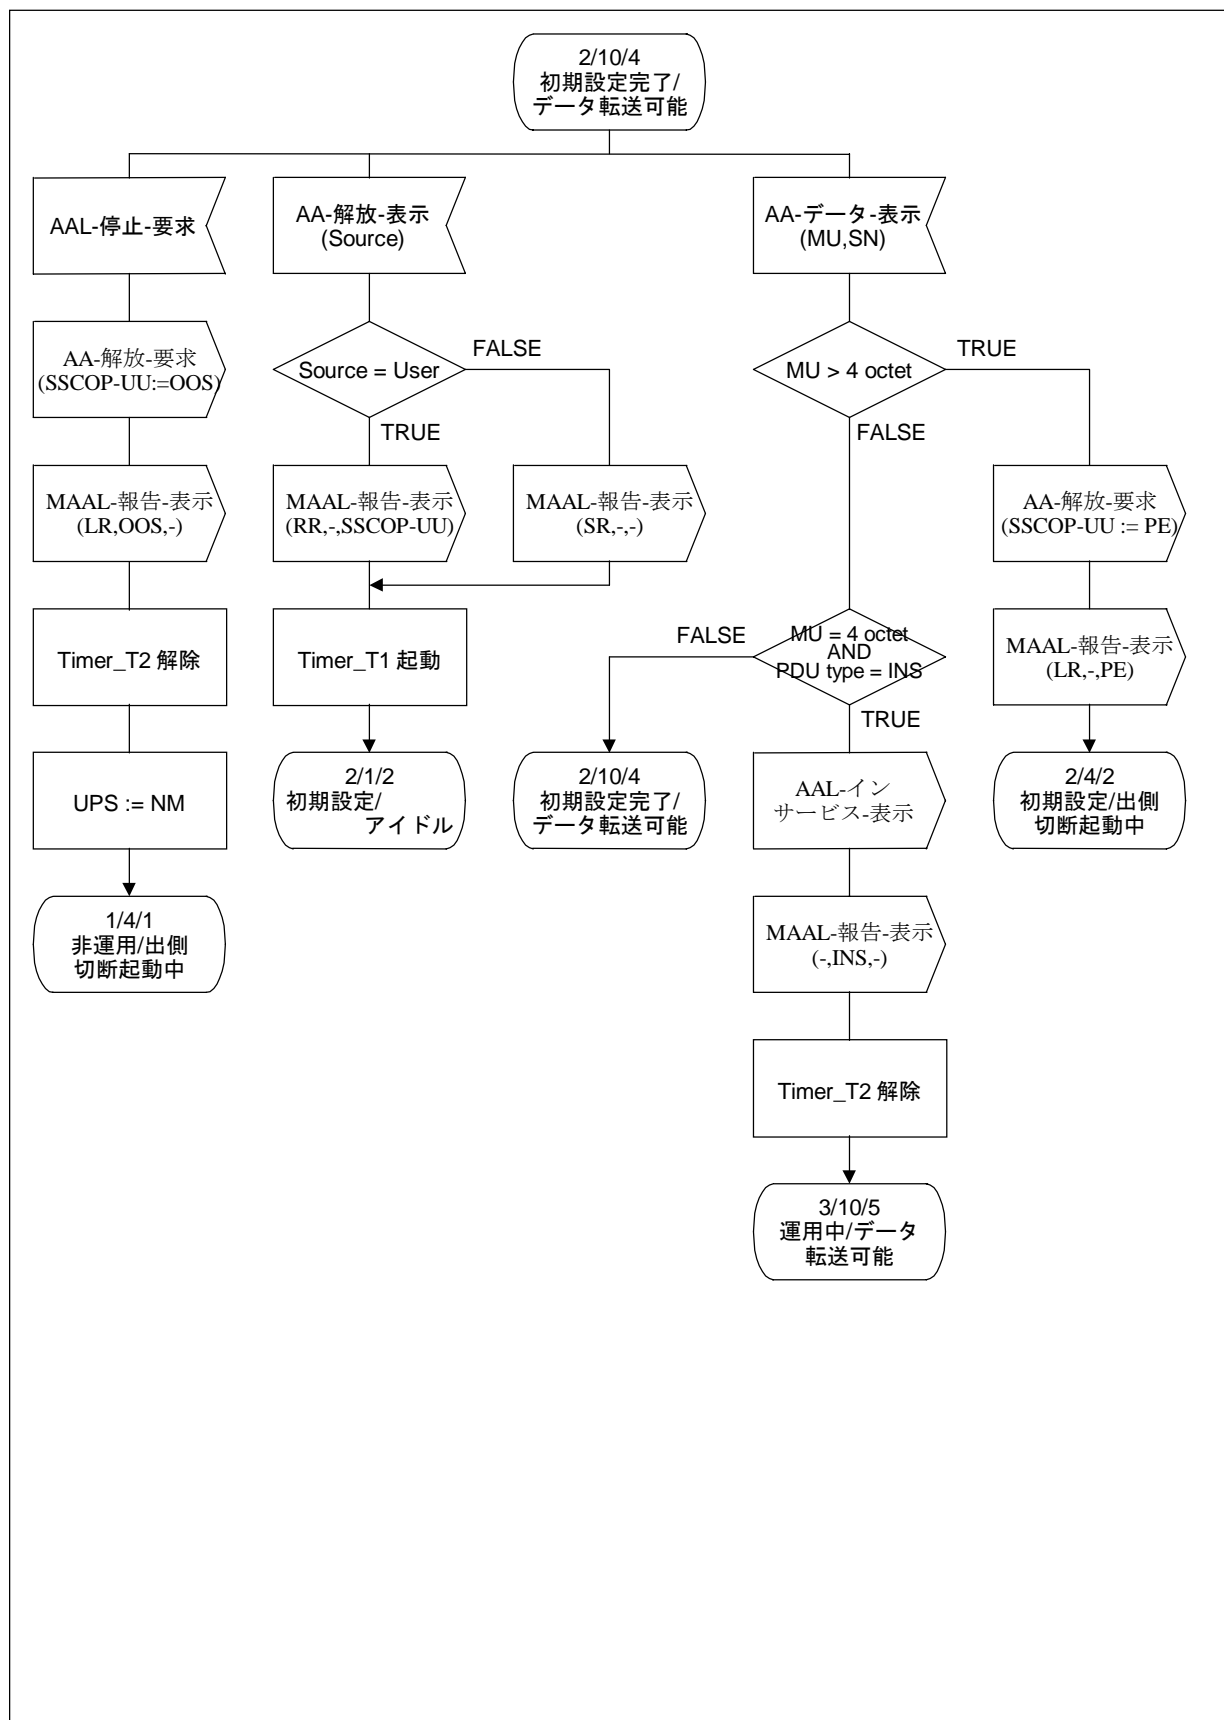 2/10/4
初期設定完了/
データ転送可能
AAL-停止-要求
AA-解放-表示
(Source)
AA-データ-表示
(MU,SN)
AA-解放-要求
(SSCOP-UU:=OOS)
Source = User
FALSE
TRUE
MU > 4 octet
TRUE
FALSE
MAAL-報告-表示
(LR,OOS,-)
MAAL-報告-表示
(RR,-,SSCOP-UU)
MAAL-報告-表示
(SR,-,-)
AA-解放-要求
(SSCOP-UU := PE)
Timer_T2 解除
Timer_T1 起動
FALSE
MU = 4 octet
AND
PDU type = INS
TRUE
MAAL-報告-表示
(LR,-,PE)
UPS := NM
2/1/2
初期設定/
アイドル
2/10/4
初期設定完了/
データ転送可能
AAL-イン
サービス-表示
2/4/2
初期設定/出側
切断起動中
1/4/1
非運用/出側
切断起動中
MAAL-報告-表示
(-,INS,-)
Timer_T2 解除
3/10/5
運用中/データ
転送可能